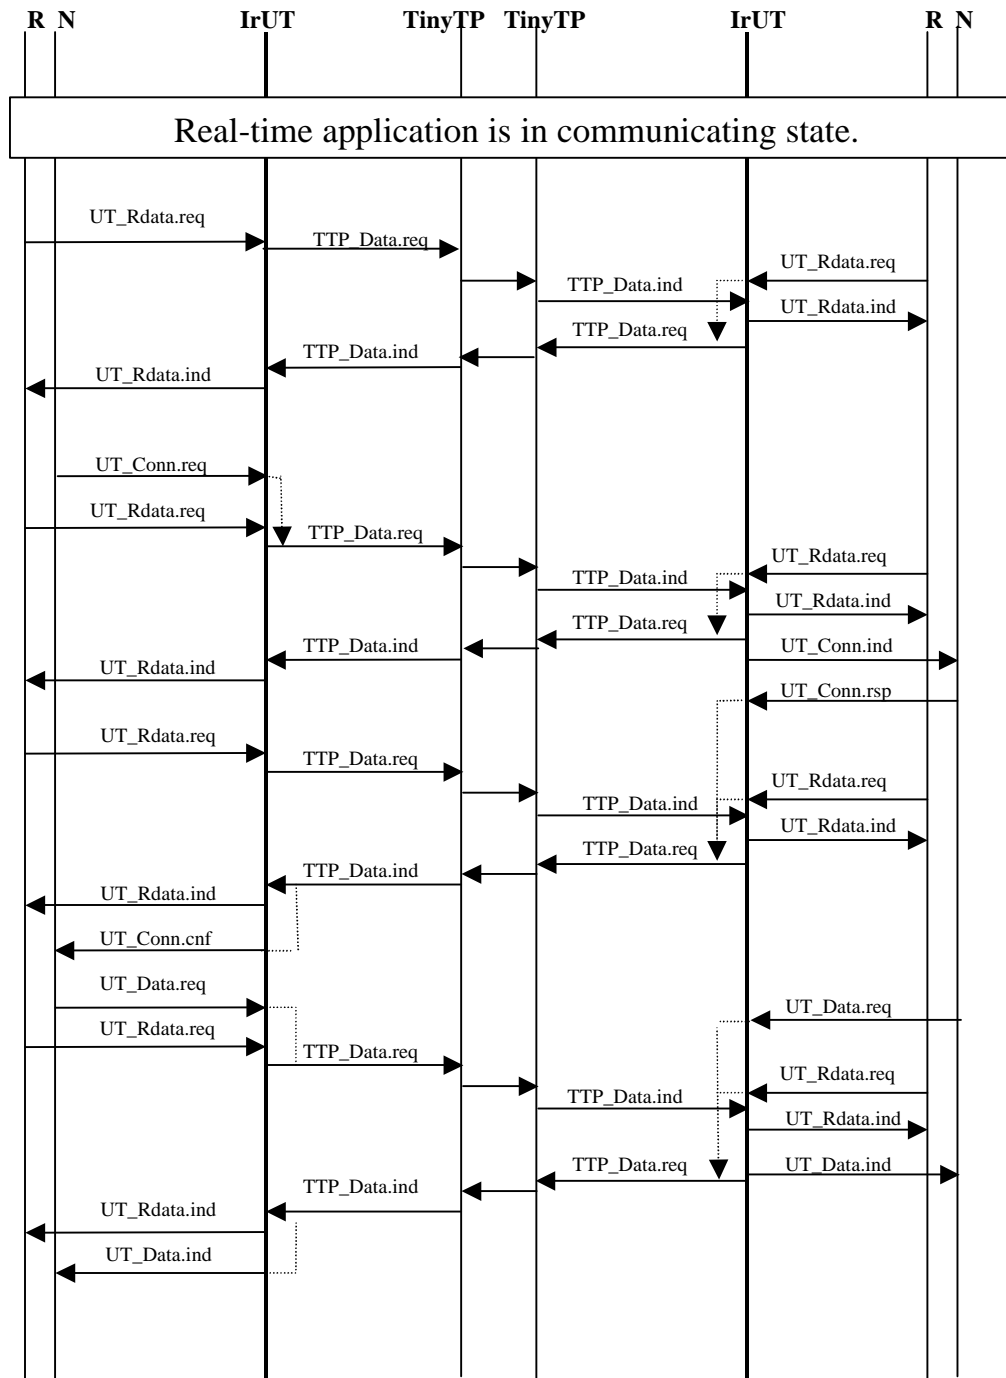 R N IrUT TinyTP TinyTP IrUT R N
Real-time application is in communicating state.
UT_Rdata.req
TTP_Data.req
UT_Rdata.req
TTP_Data.ind
UT_Rdata.ind
TTP_Data.req
TTP_Data.ind
UT_Rdata.ind
UT_Conn.req
UT_Rdata.req
TTP_Data.req
UT_Rdata.req
TTP_Data.ind
UT_Rdata.ind
TTP_Data.req
TTP_Data.ind
UT_Conn.ind
UT_Rdata.ind
UT_Conn.rsp
UT_Rdata.req
TTP_Data.req
UT_Rdata.req
TTP_Data.ind
UT_Rdata.ind
TTP_Data.req
TTP_Data.ind
UT_Rdata.ind
UT_Conn.cnf
UT_Data.req
UT_Data.req
UT_Rdata.req
TTP_Data.req
UT_Rdata.req
TTP_Data.ind
UT_Rdata.ind
TTP_Data.req
UT_Data.ind
TTP_Data.ind
UT_Rdata.ind
UT_Data.ind